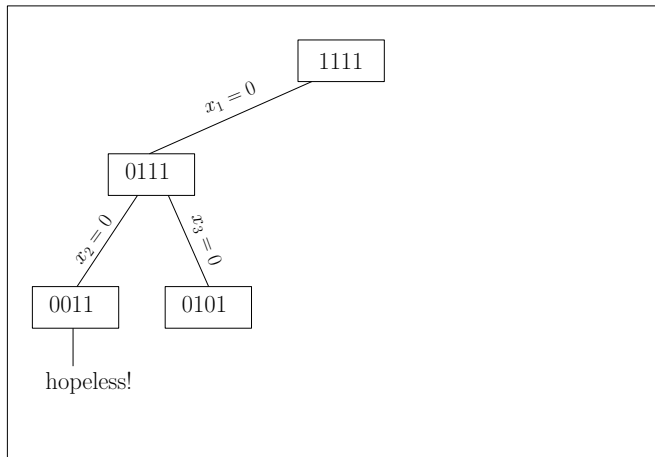 1111
x₁ = 0
0111
x₂ = 0
x₃ = 0
0011
0101
hopeless!